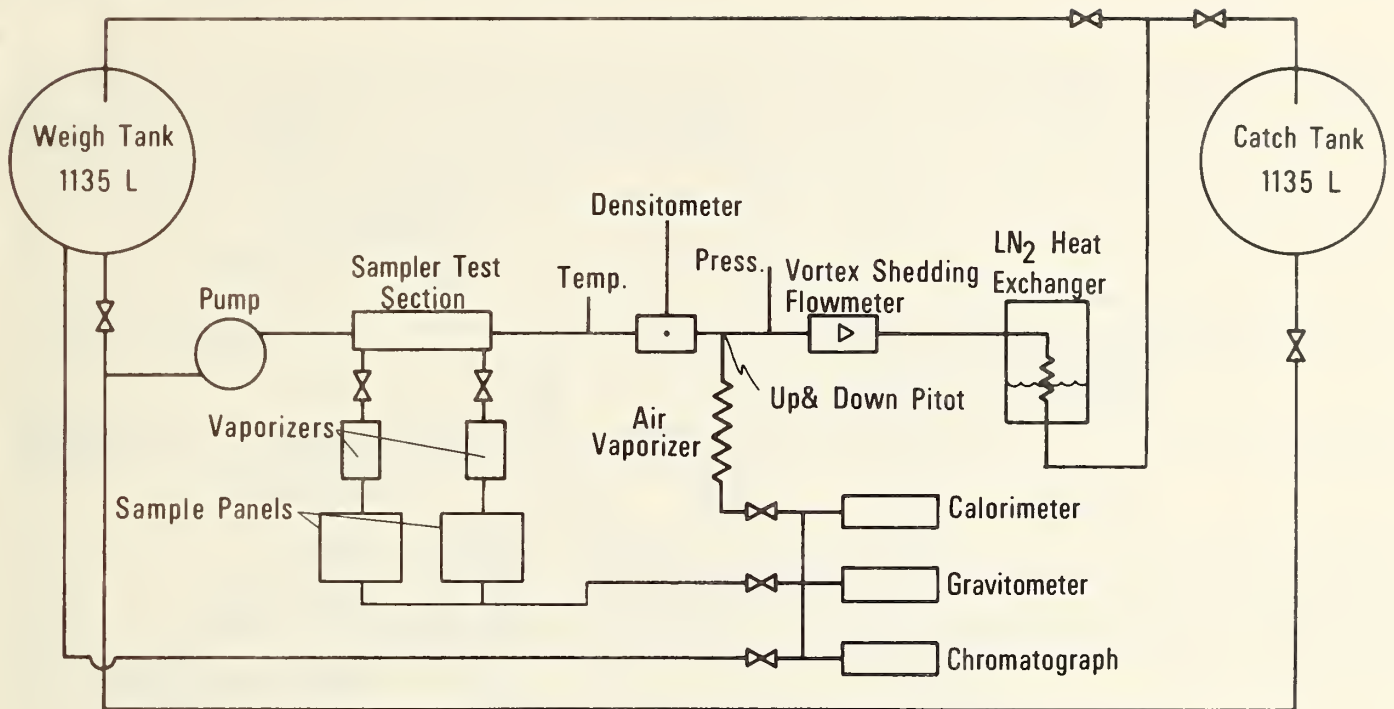 Weigh Tank
1135 L
Catch Tank
1135 L
Densitometer
LN2 Heat
Exchanger
Press.
Vortex Shedding
Flowmeter
Sampler Test
Section
Temp.
Pump
Up& Down Pitot
Air
Vaporizer
Vaporizers
Sample Panels
Calorimeter
Gravitometer
Chromatograph